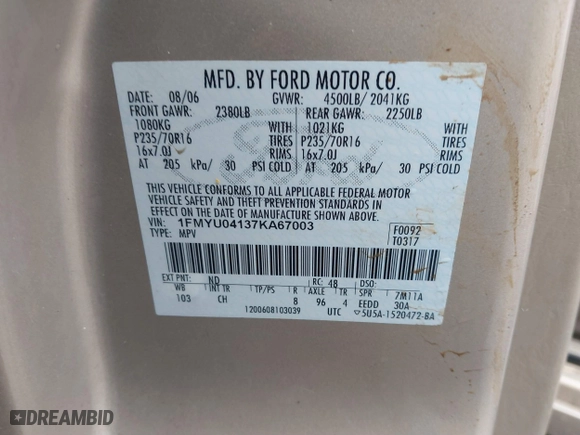 MFD. BY FORD MOTOR CO.
DATE: 08/06 GVWR: 4500LB/ 2041KG
FRONT GAWR: 2380LB REAR GAWR: 2250LB
1080KG WITH 1021KG WITH
P235/70R16 TIRES P235/70R16 TIRES
16x7.0J RIMS 16x7.0J RIMS
AT 205 kPa/ 30 PSI COLD AT 205 kPa/ 30 PSI COLD
THIS VEHICLE CONFORMS TO ALL APPLICABLE FEDERAL MOTOR
VEHICLE SAFETY AND THEFT PREVENTION STANDARDS IN
EFFECT ON THE DATE OF MANUFACTURE SHOWN ABOVE.
VIN: 1FMYU04137KA67003
TYPE: MPV
F0092
T0317
EXT PNT: ND RC: 48 DSO:
WB INT TR TP/PS R AXLE TR SPR 7M11A
103 CH 8 96 4 EEDD 30A
1200608103039 UTC ▽5U5A-1520472-BA
DREAMBID